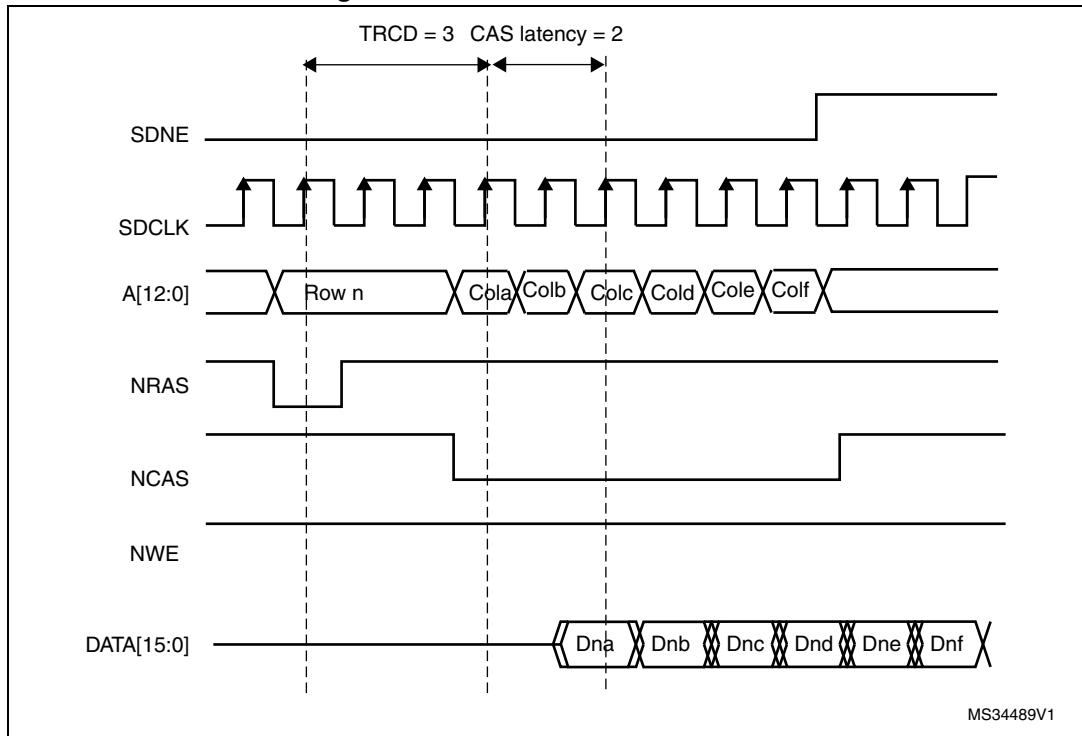 TRCD = 3 CAS latency = 2
SDNE
SDCLK
A[12:0]
Row n
Cola
Colb
Colc
Cold
Cole
Colf
NRAS
NCAS
NWE
DATA[15:0]
Dna
Dnb
Dnc
Dnd
Dne
Dnf
MS34489V1